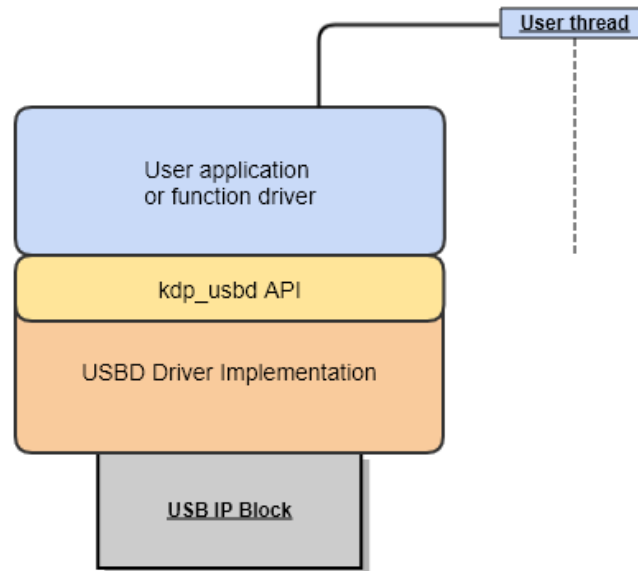 User thread
User application
or function driver
kdp_usbd API
USBD Driver Implementation
USB IP Block